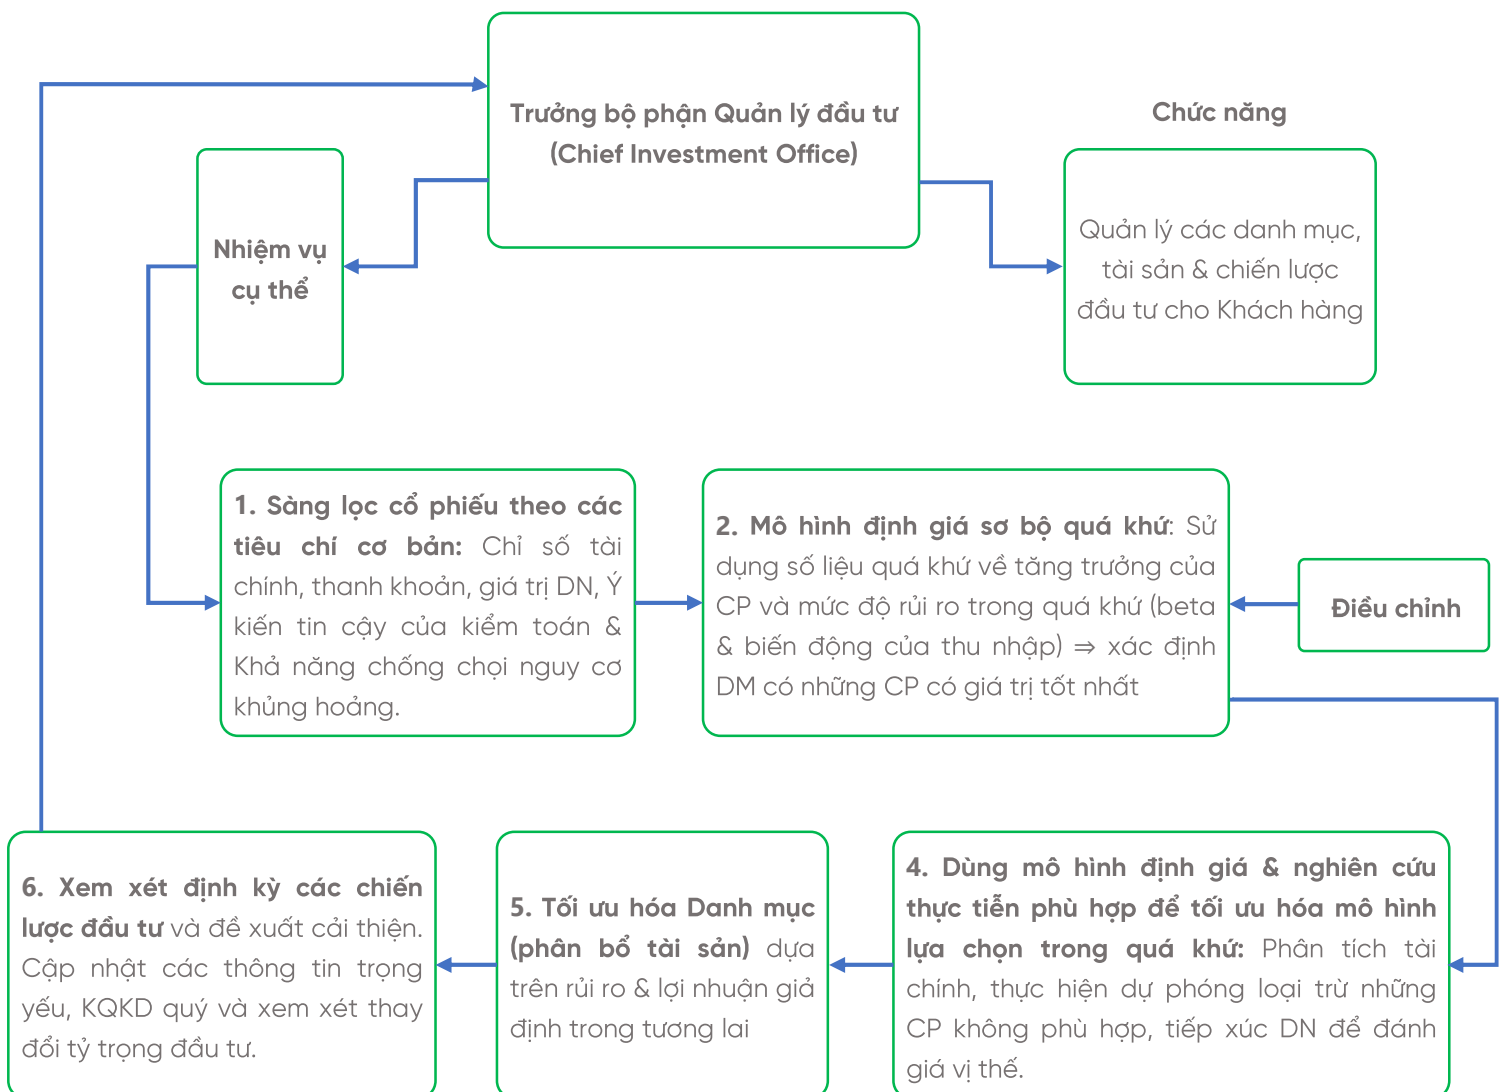 Trưởng bộ phận Quản lý đầu tư
(Chief Investment Office)
Chức năng
Quản lý các danh mục,
tài sản & chiến lược
đầu tư cho Khách hàng
Nhiệm vụ
cụ thể
1. Sàng lọc cổ phiếu theo các
tiêu chí cơ bản: Chỉ số tài
chính, thanh khoản, giá trị DN, Ý
kiến tin cậy của kiểm toán &
Khả năng chống chọi nguy cơ
khủng hoảng.
2. Mô hình định giá sơ bộ quá khứ: Sử
dụng số liệu quá khứ về tăng trưởng của
CP và mức độ rủi ro trong quá khứ (beta
& biến động của thu nhập) ⇒ xác định
DM có những CP có giá trị tốt nhất
Điều chỉnh
4. Dùng mô hình định giá & nghiên cứu
thực tiễn phù hợp để tối ưu hóa mô hình
lựa chọn trong quá khứ: Phân tích tài
chính, thực hiện dự phóng loại trừ những
CP không phù hợp, tiếp xúc DN để đánh
giá vị thế.
5. Tối ưu hóa Danh mục
(phân bổ tài sản) dựa
trên rủi ro & lợi nhuận giả
định trong tương lai
6. Xem xét định kỳ các chiến
lược đầu tư và đề xuất cải thiện.
Cập nhật các thông tin trọng
yếu, KQKD quý và xem xét thay
đổi tỷ trọng đầu tư.